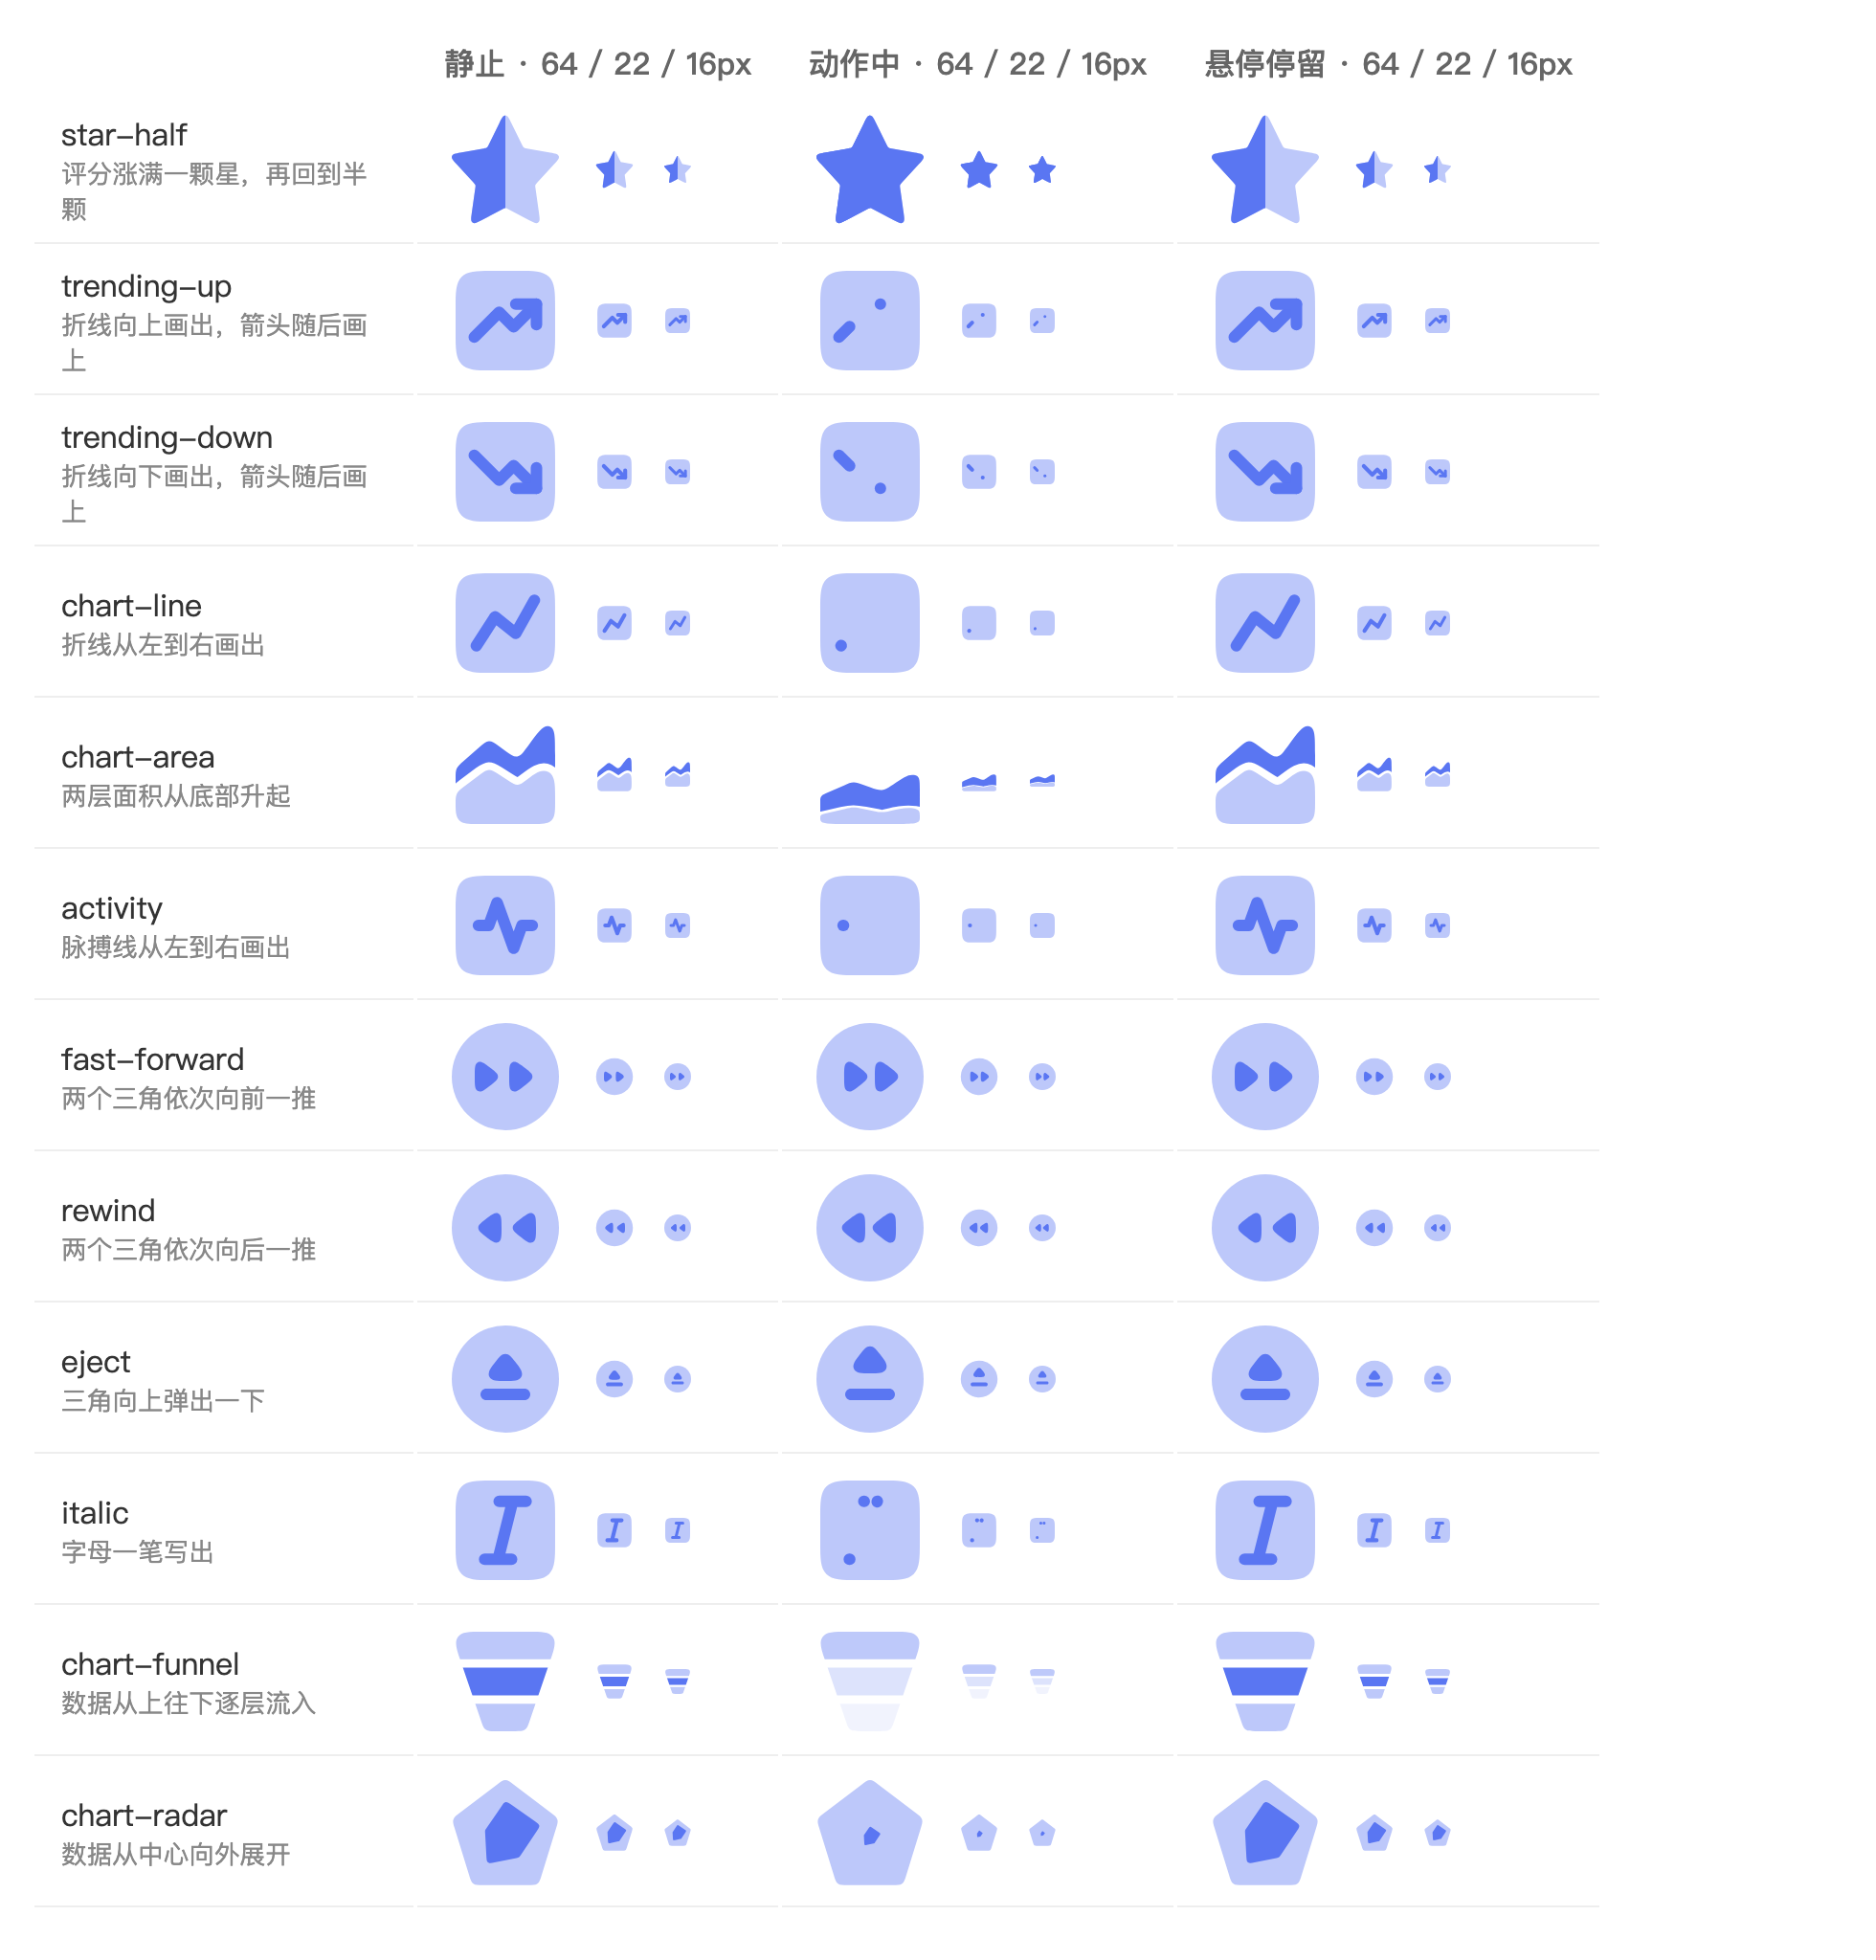 静止 · 64 / 22 / 16px
动作中 · 64 / 22 / 16px
悬停停留 · 64 / 22 / 16px
star-half
评分涨满一颗星，再回到半
颗
trending-up
折线向上画出，箭头随后画
上
trending-down
折线向下画出，箭头随后画
上
chart-line
折线从左到右画出
chart-area
两层面积从底部升起
activity
脉搏线从左到右画出
fast-forward
两个三角依次向前一推
rewind
两个三角依次向后一推
eject
三角向上弹出一下
italic
字母一笔写出
chart-funnel
数据从上往下逐层流入
chart-radar
数据从中心向外展开